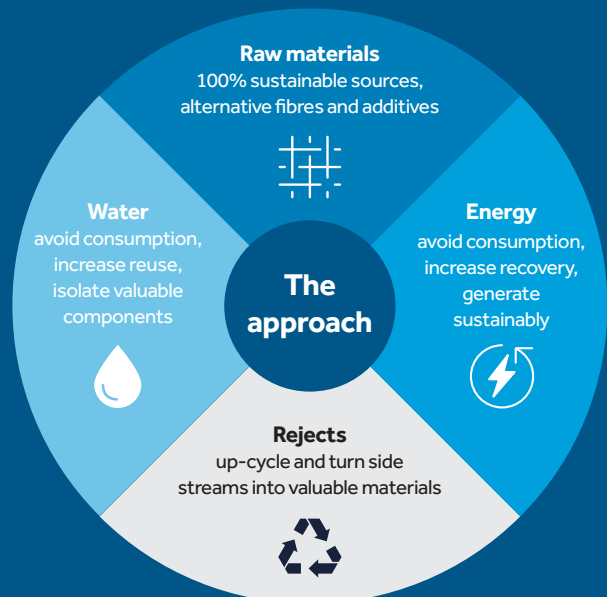 Raw materials
100% sustainable sources,
alternative fibres and additives
Water
avoid consumption,
increase reuse,
isolate valuable
components
The
approach
Energy
avoid consumption,
increase recovery,
generate
sustainably
Rejects
up-cycle and turn side
streams into valuable materials